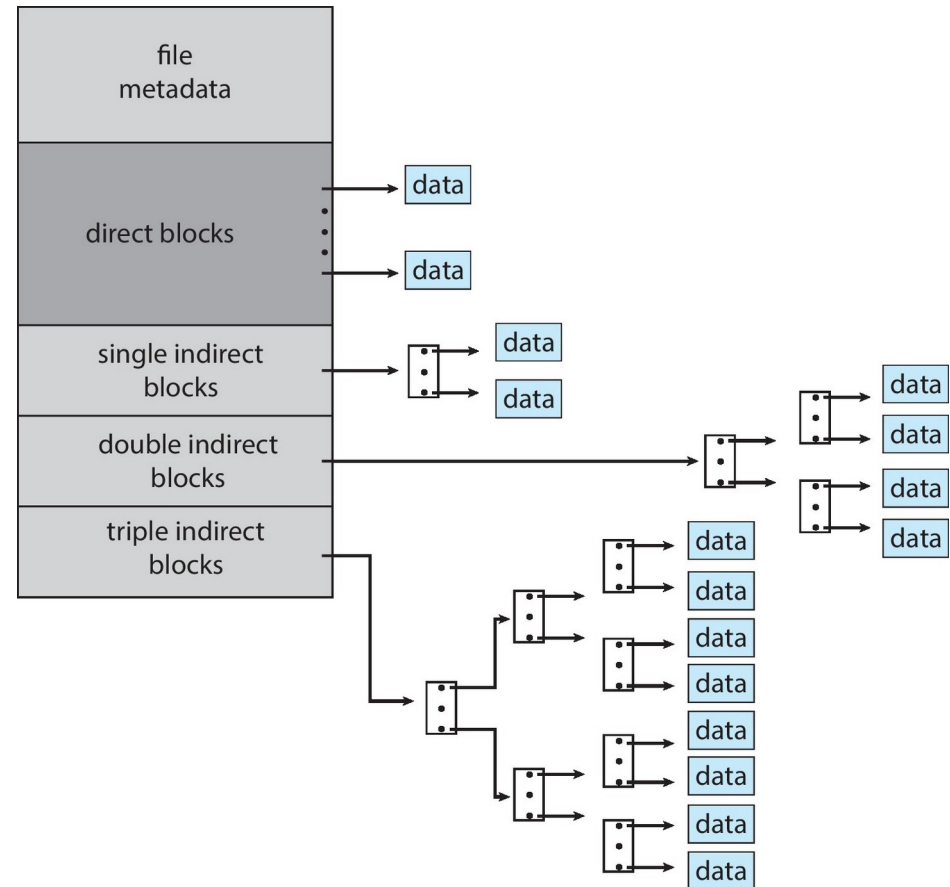 file
metadata
direct blocks
data
data
single indirect
blocks
data
data
double indirect
blocks
data
data
data
data
triple indirect
blocks
data
data
data
data
data
data
data
data